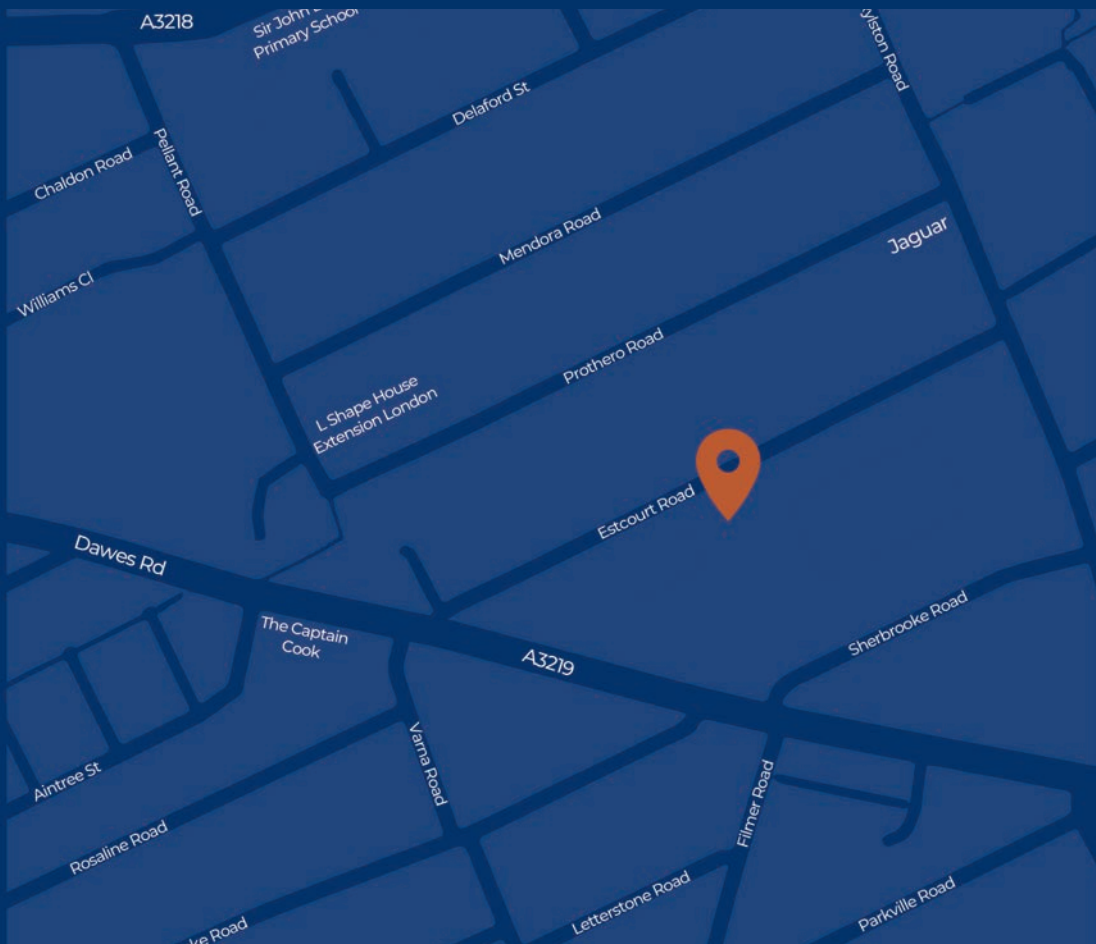 A3218
Sir John
Primary School
Delaford St
Chaldon Road
Pellant Road
Mendora Road
Jaguar
Williams Cl
Prothero Road
L Shape House
Extension London
Estcourt Road
Dawes Rd
Sherbrooke Road
The Captain
Cook
A3219
Varna Road
Aintree St
Filmer Road
Rosaline Road
Letterstone Road
Parkville Road
Road